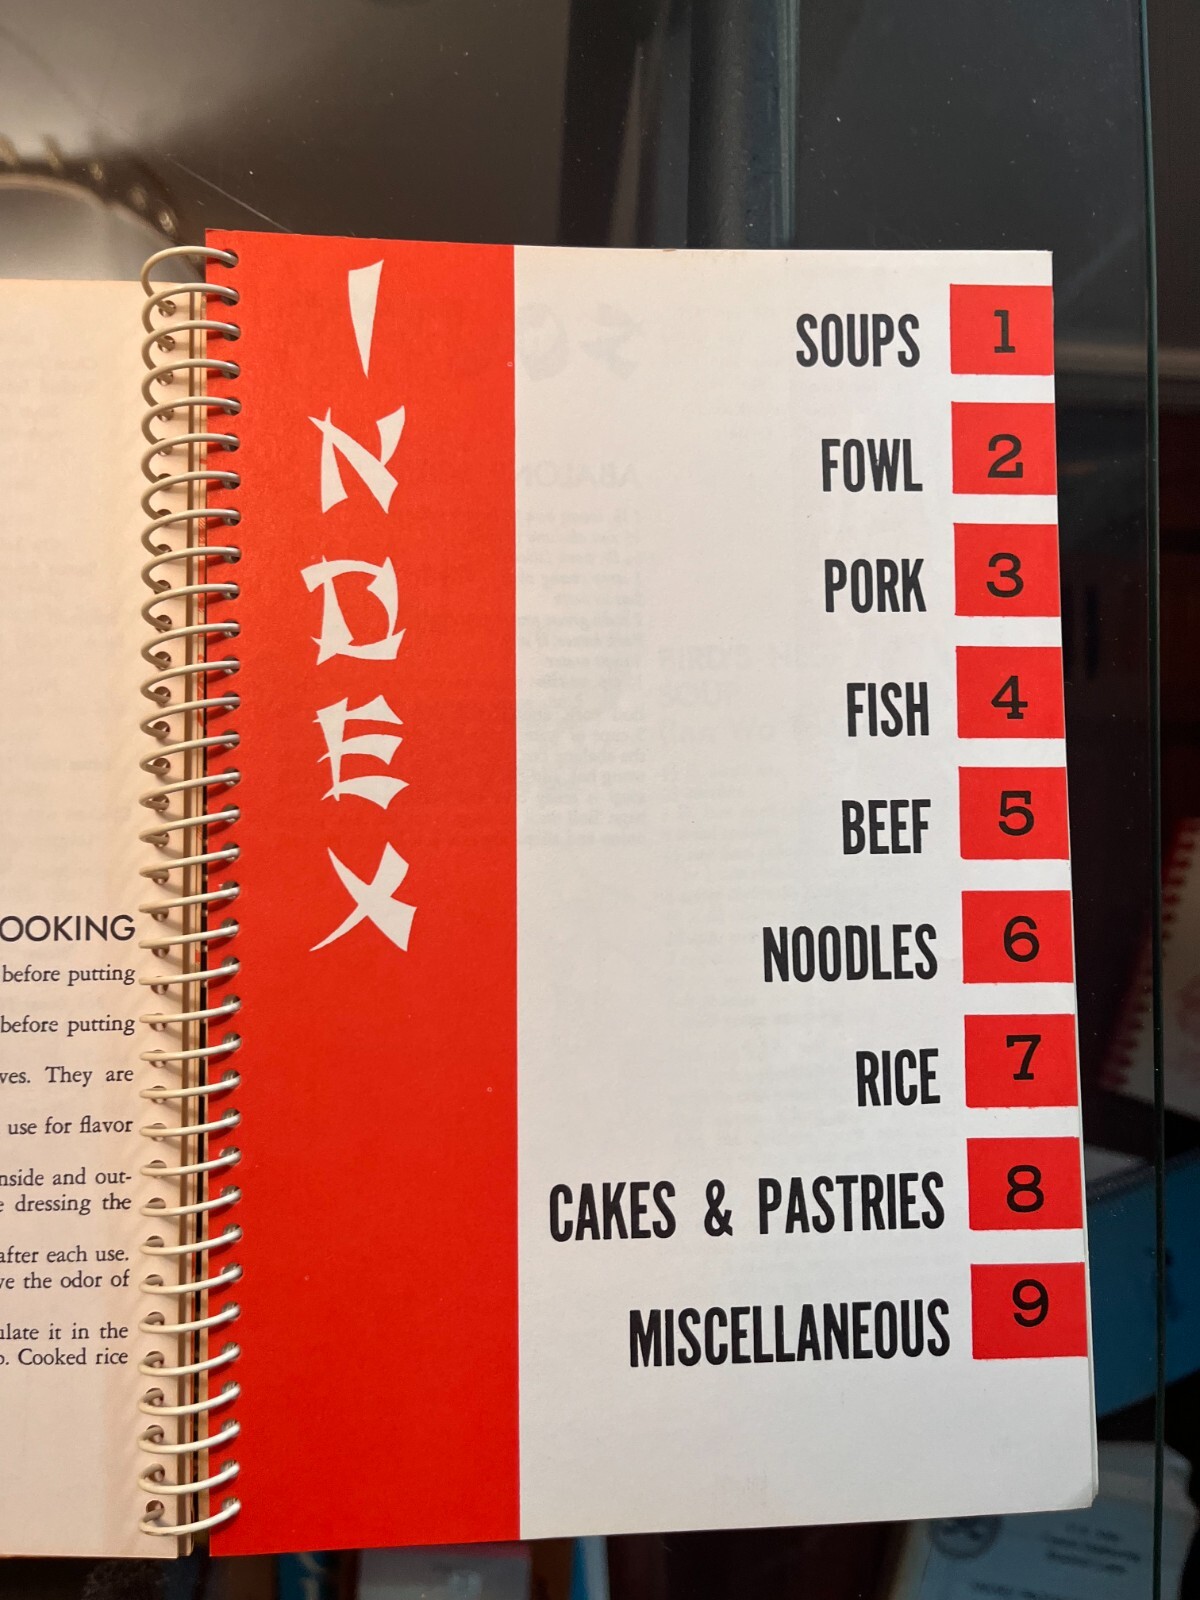 OOKING
before putting
before putting
ves. They are
use for flavor
nside and out-
e dressing the
after each use.
ve the odor of
ulate it in the
o. Cooked rice
INDEX
SOUPS 1
FOWL 2
PORK 3
FISH 4
BEEF 5
NOODLES 6
RICE 7
CAKES & PASTRIES 8
MISCELLANEOUS 9